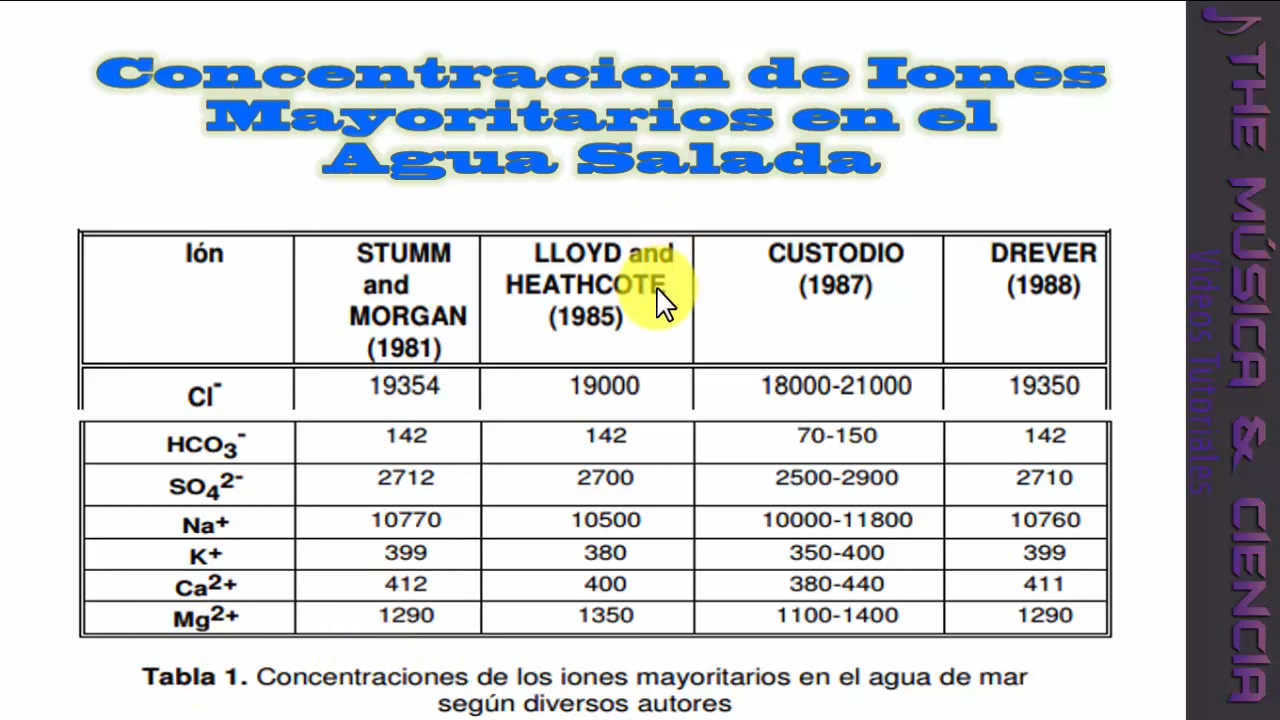 Concentracion de Iones
Mayoritarios en el
Agua Salada
Ión STUMM and MORGAN (1981) LLOYD and HEATHCOTE (1985) CUSTODIO (1987) DREVER (1988)
Cl- 19354 19000 18000-21000 19350
HCO3- 142 142 70-150 142
SO42- 2712 2700 2500-2900 2710
Na+ 10770 10500 10000-11800 10760
K+ 399 380 350-400 399
Ca2+ 412 400 380-440 411
Mg2+ 1290 1350 1100-1400 1290
Tabla 1. Concentraciones de los iones mayoritarios en el agua de mar
según diversos autores
THE MÚSICA & CIENCIA
Videos Tutoriales